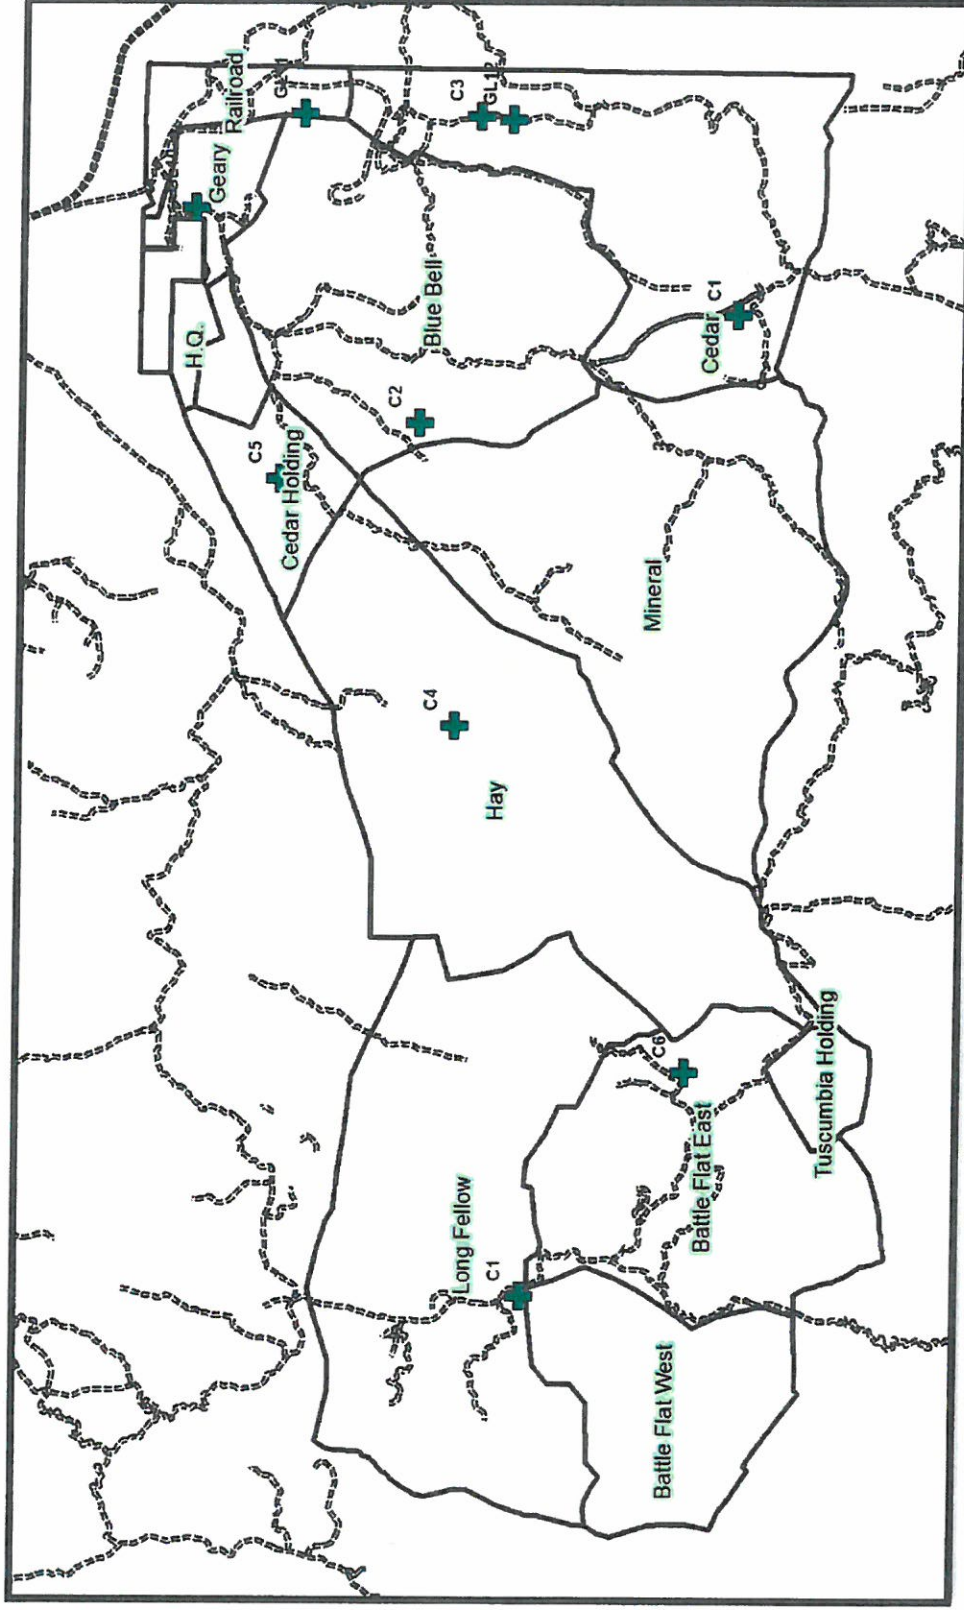 H.Q.
Geary
Railroad
C5
Cedar Holding
C2
C4
Blue Bell
C3
Long Fellow
GL12
C1
Hay
Mineral
C6
Battle Flat West
Battle Flat East
Cedar
C1
Tuscumbia Holding